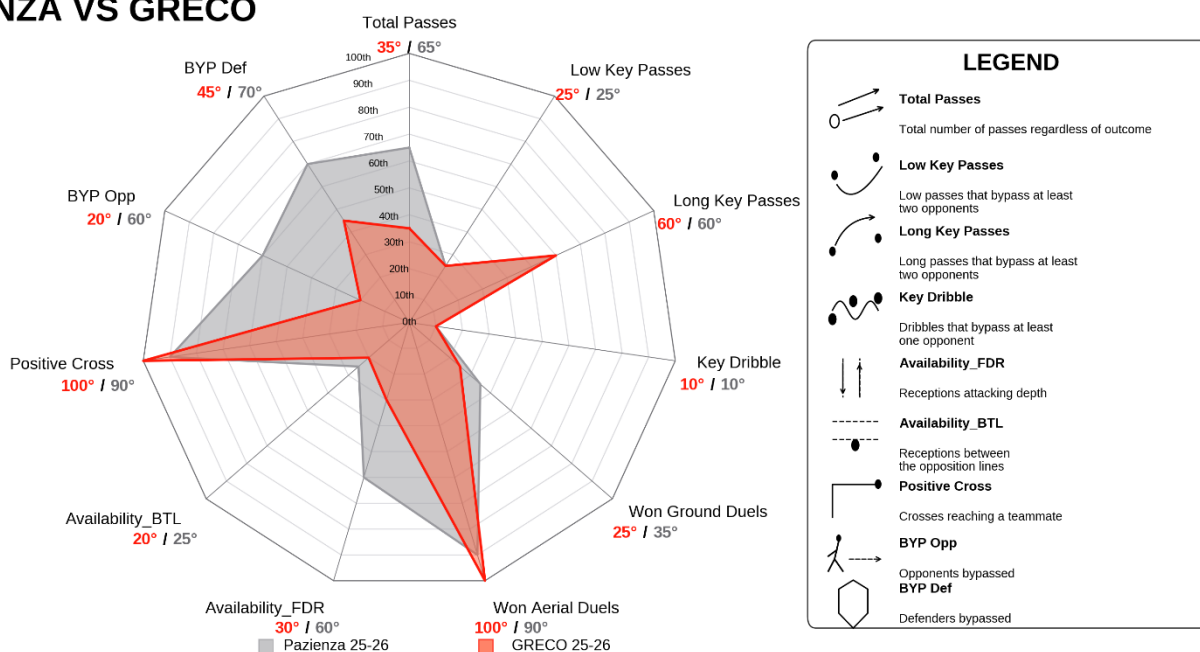 NZA VS GRECO
Total Passes
35° / 65°
BYP Def
45° / 70°
Low Key Passes
25° / 25°
BYP Opp
20° / 60°
Long Key Passes
60° / 60°
100th
90th
80th
70th
60th
50th
40th
30th
20th
10th
0th
Positive Cross
100° / 90°
Key Dribble
10° / 10°
Availability_BTL
20° / 25°
Won Ground Duels
25° / 35°
Availability_FDR
30° / 60°
Won Aerial Duels
100° / 90°
Pazienza 25-26
GRECO 25-26
LEGEND
Total Passes
Total number of passes regardless of outcome
Low Key Passes
Low passes that bypass at least
two opponents
Long Key Passes
Long passes that bypass at least
two opponents
Key Dribble
Dribbles that bypass at least
one opponent
Availability_FDR
Receptions attacking depth
Availability_BTL
Receptions between
the opposition lines
Positive Cross
Crosses reaching a teammate
BYP Opp
Opponents bypassed
BYP Def
Defenders bypassed